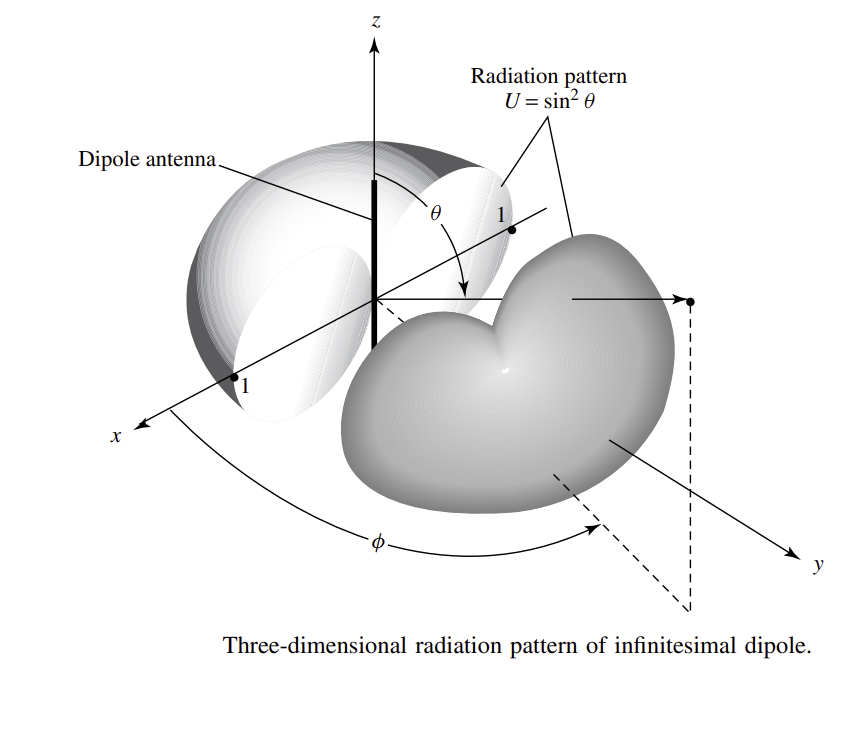 z
Radiation pattern
U = sin² θ
Dipole antenna
θ
1
1
x
ϕ
y
Three-dimensional radiation pattern of infinitesimal dipole.